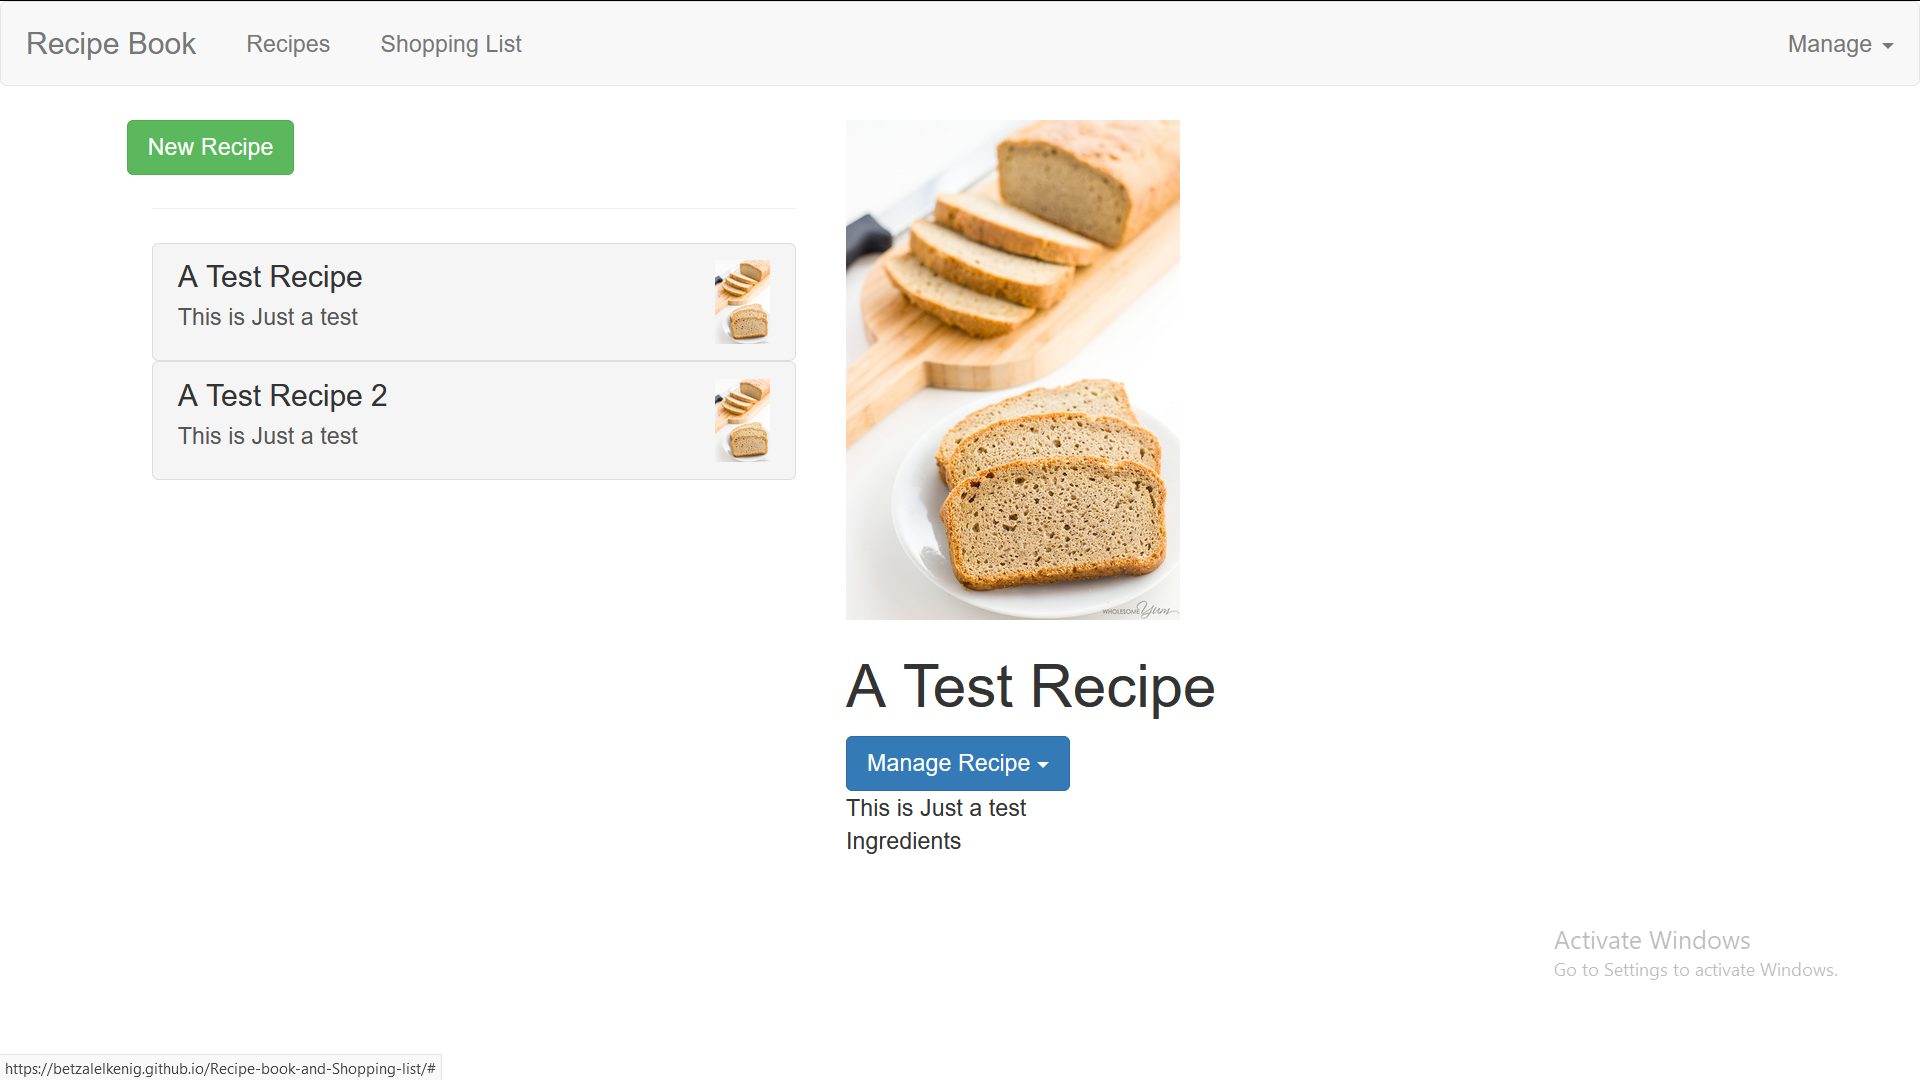 Recipe Book
Recipes
Shopping List
Manage
New Recipe
A Test Recipe
This is Just a test
A Test Recipe 2
This is Just a test
WHOLESOME Yum
A Test Recipe
Manage Recipe
This is Just a test
Ingredients
Activate Windows
Go to Settings to activate Windows.
https://betzalelkenig.github.io/Recipe-book-and-Shopping-list/#